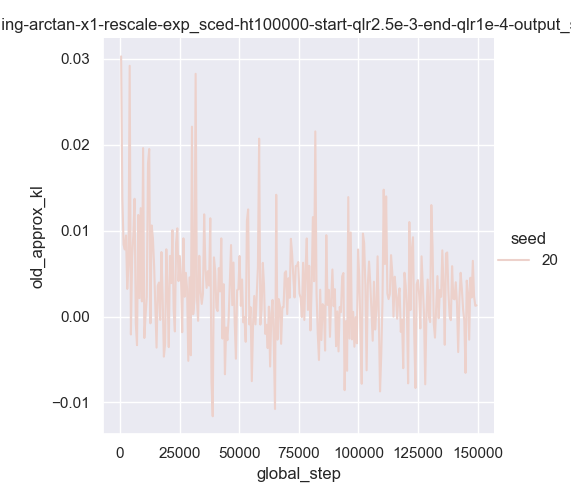 ing-arctan-x1-rescale-exp_sced-ht100000-start-qlr2.5e-3-end-qlr1e-4-output_s
0.03
0.02
0.01
0.00
−0.01
old_approx_kl
0 25000 50000 75000 100000 125000 150000
global_step
seed
20